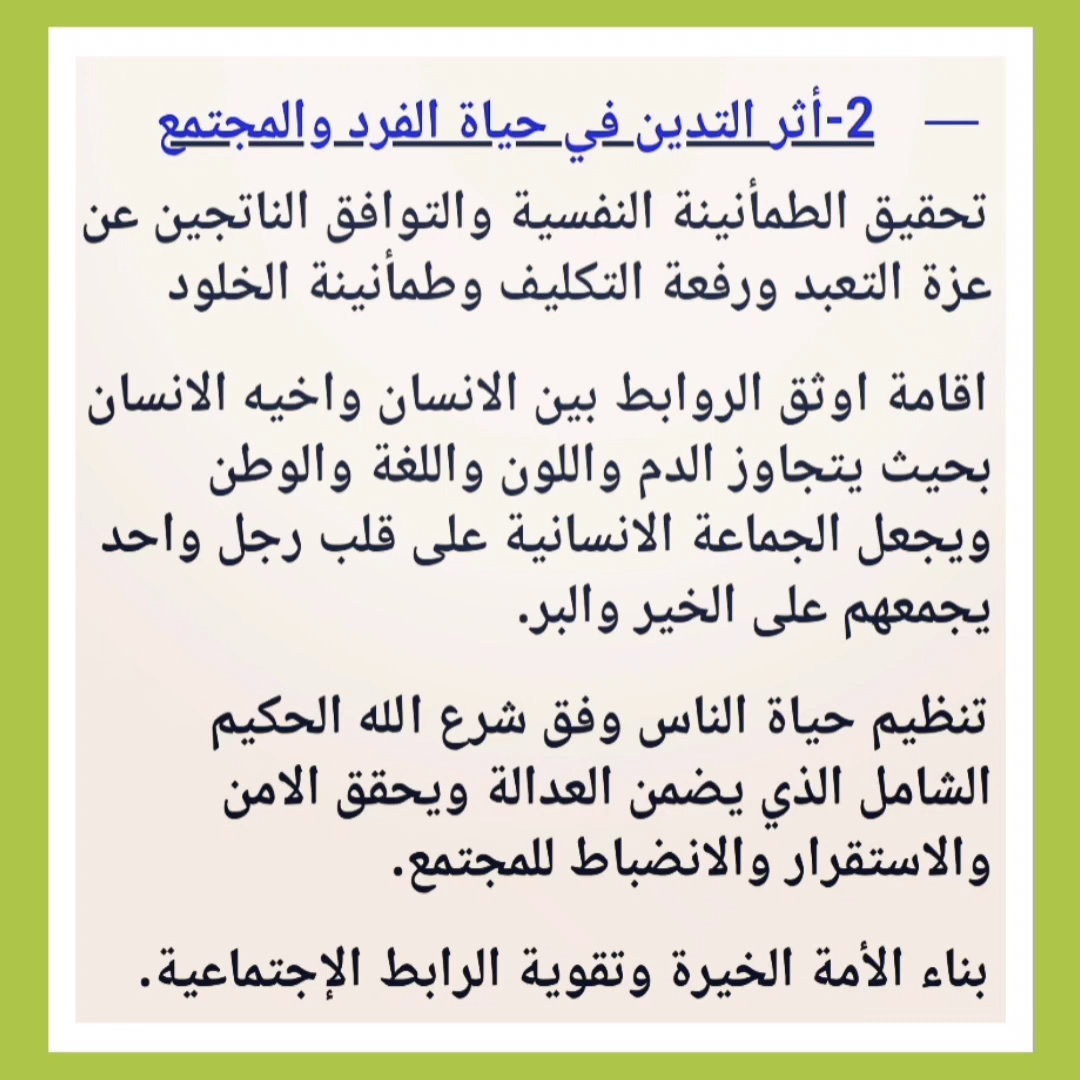 — 2-أثر التدين في حياة الفرد والمجتمع
تحقيق الطمأنينة النفسية والتوافق الناتجين عن
عزة التعبد ورفعة التكليف وطمأنينة الخلود
اقامة اوثق الروابط بين الانسان واخيه الانسان
بحيث يتجاوز الدم واللون واللغة والوطن
ويجعل الجماعة الانسانية على قلب رجل واحد
يجمعهم على الخير والبر.
تنظيم حياة الناس وفق شرع الله الحكيم
الشامل الذي يضمن العدالة ويحقق الامن
والاستقرار والانضباط للمجتمع.
بناء الأمة الخيرة وتقوية الرابط الإجتماعية.